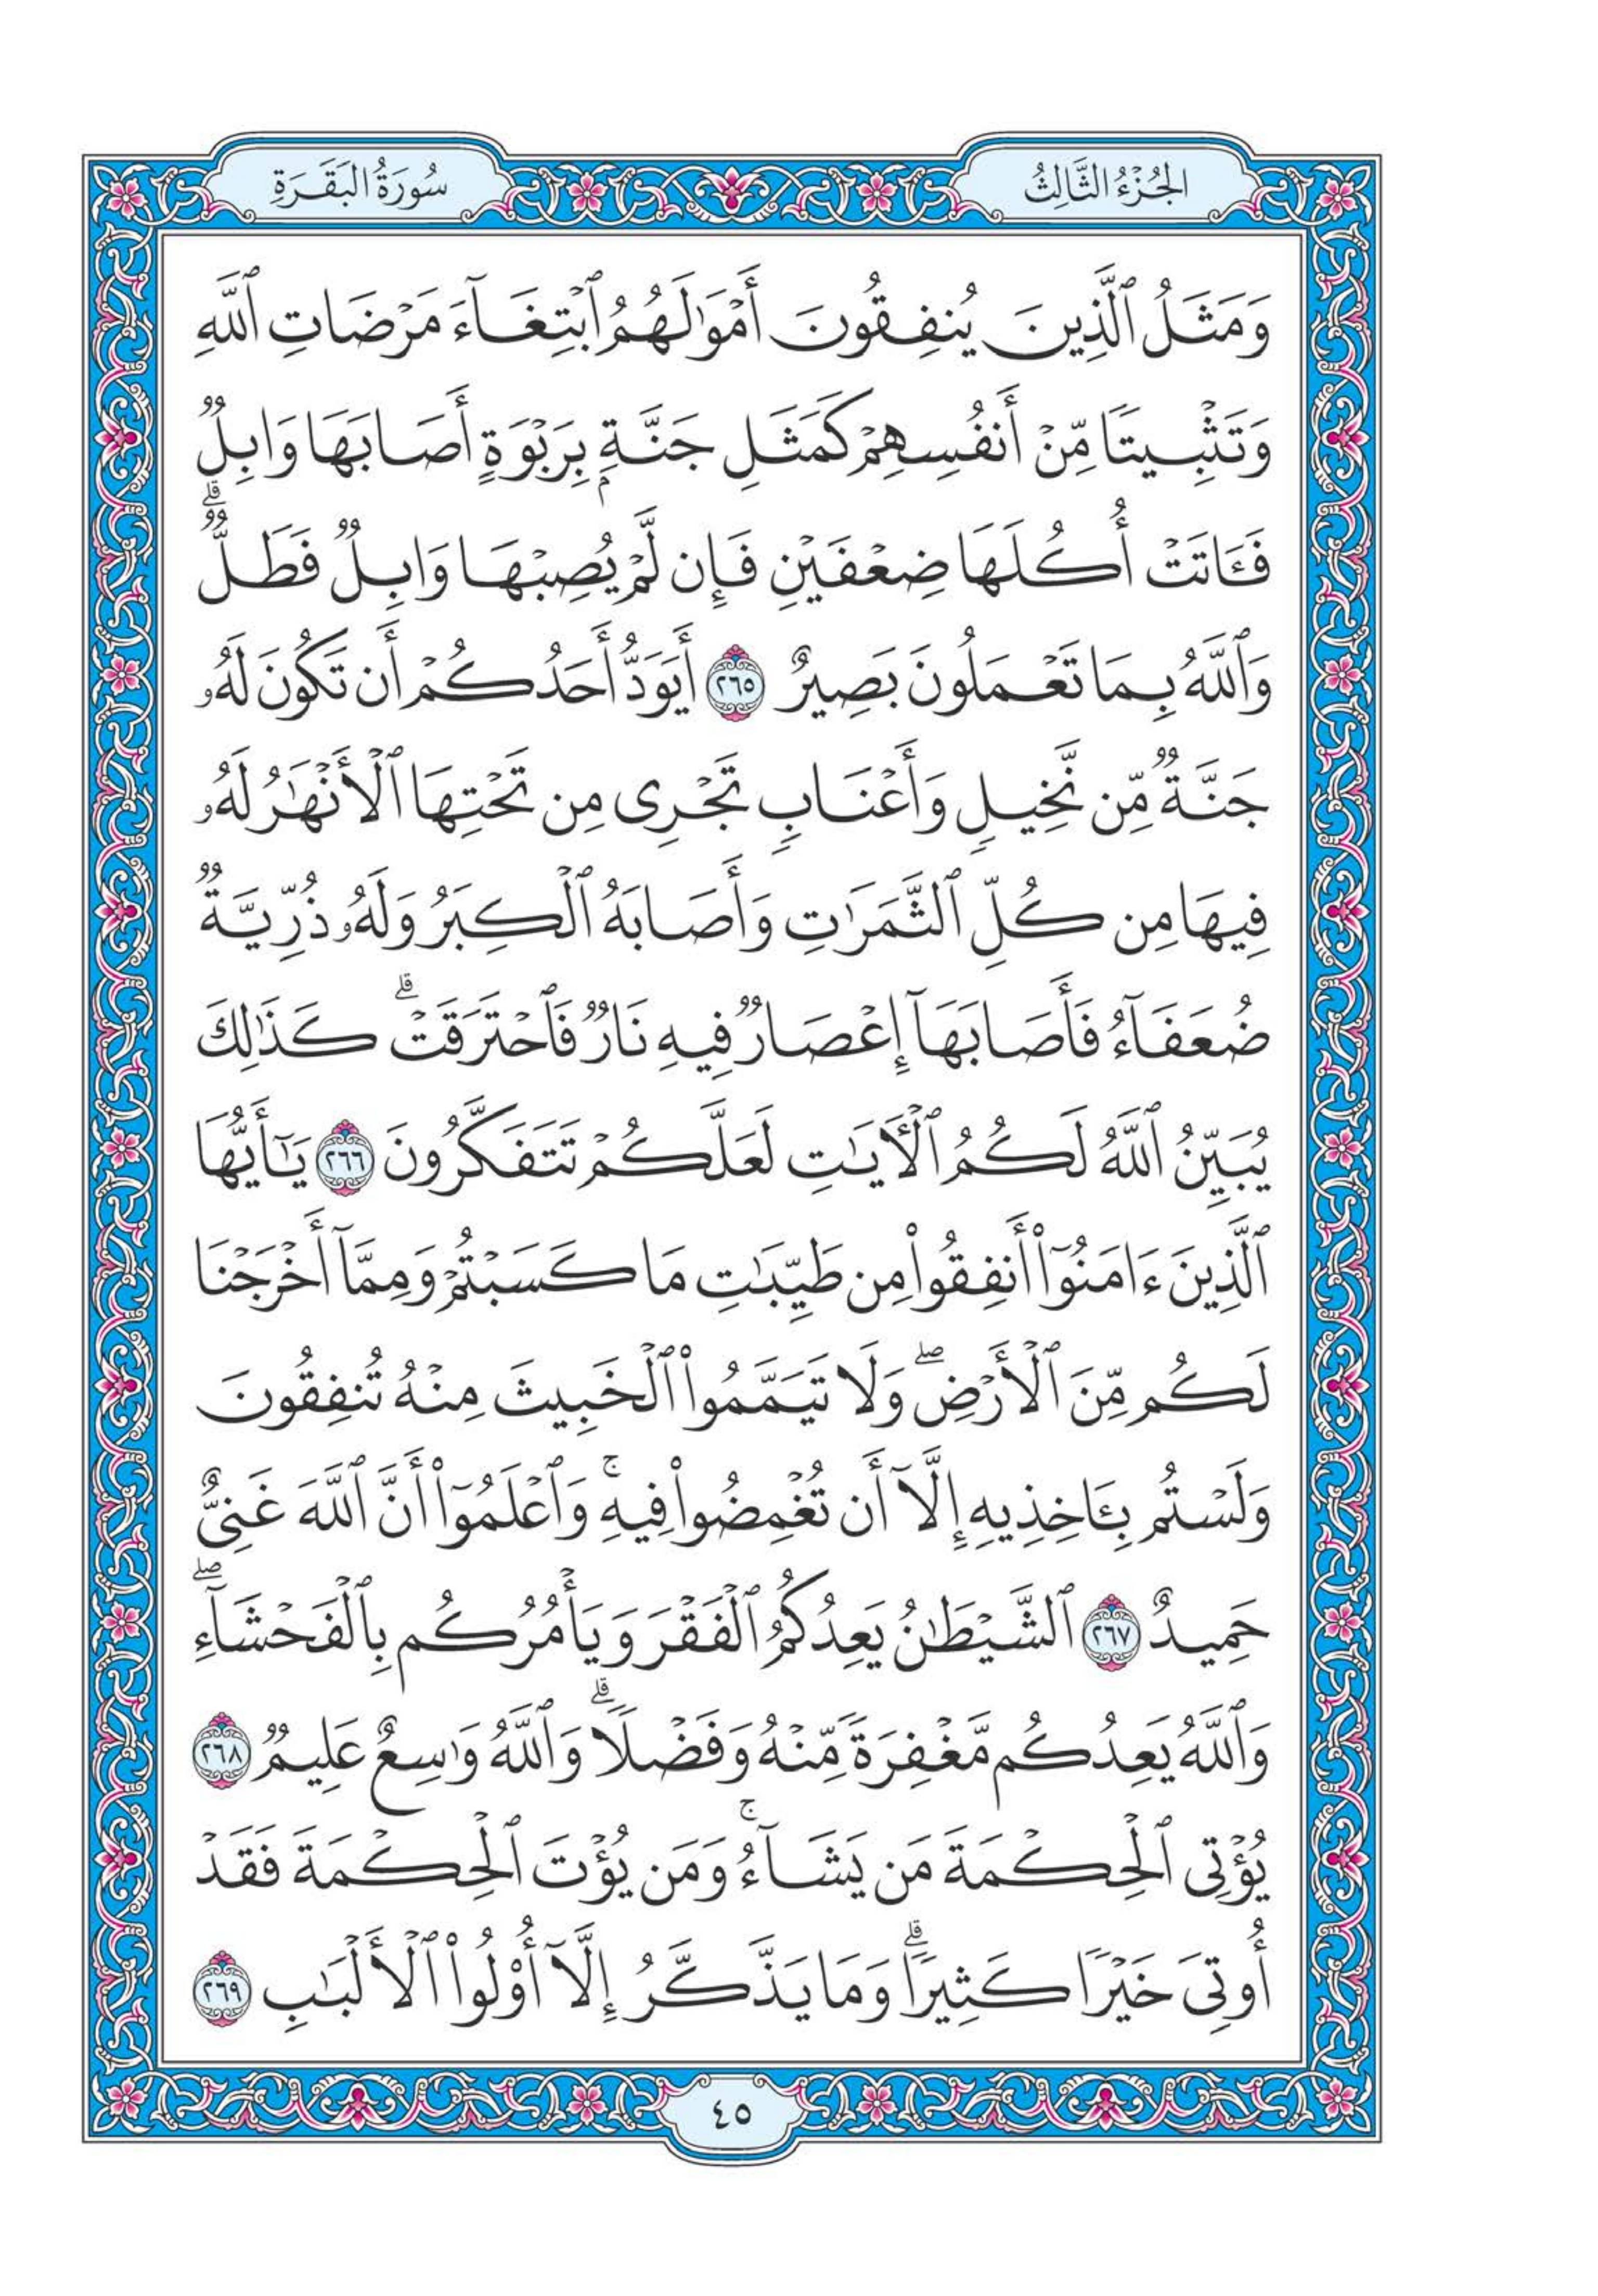 الجُزْءُ الثَّالِثُ
سُورَةُ البَقَرَةِ
وَمَثَلُ ٱلَّذِينَ يُنفِقُونَ أَمْوَٰلَهُمُ ٱبْتِغَآءَ مَرْضَاتِ ٱللَّهِ
وَتَثْبِيتًا مِّنْ أَنفُسِهِمْ كَمَثَلِ جَنَّةٍۭ بِرَبْوَةٍ أَصَابَهَا وَابِلٌ
فَـَٔاتَتْ أُكُلَهَا ضِعْفَيْنِ فَإِن لَّمْ يُصِبْهَا وَابِلٌ فَطَلٌّ ۗ
وَٱللَّهُ بِمَا تَعْمَلُونَ بَصِيرٌ ٢٦٥ أَيَوَدُّ أَحَدُكُمْ أَن تَكُونَ لَهُۥ
جَنَّةٌ مِّن نَّخِيلٍ وَأَعْنَابٍ تَجْرِى مِن تَحْتِهَا ٱلْأَنْهَٰرُ لَهُۥ
فِيهَا مِن كُلِّ ٱلثَّمَرَٰتِ وَأَصَابَهُ ٱلْكِبَرُ وَلَهُۥ ذُرِّيَّةٌ
ضُعَفَآءُ فَأَصَابَهَآ إِعْصَارٌ فِيهِ نَارٌ فَٱحْتَرَقَتْ ۗ كَذَٰلِكَ
يُبَيِّنُ ٱللَّهُ لَكُمُ ٱلْـَٔايَٰتِ لَعَلَّكُمْ تَتَفَكَّرُونَ ٢٦٦ يَٰٓأَيُّهَا
ٱلَّذِينَ ءَامَنُوٓا۟ أَنفِقُوا۟ مِن طَيِّبَٰتِ مَا كَسَبْتُمْ وَمِمَّآ أَخْرَجْنَا
لَكُم مِّنَ ٱلْأَرْضِ ۖ وَلَا تَيَمَّمُوا۟ ٱلْخَبِيثَ مِنْهُ تُنفِقُونَ
وَلَسْتُم بِـَٔاخِذِيهِ إِلَّآ أَن تُغْمِضُوا۟ فِيهِ ۚ وَٱعْلَمُوٓا۟ أَنَّ ٱللَّهَ غَنِىٌّ
حَمِيدٌ ٢٦٧ ٱلشَّيْطَٰنُ يَعِدُكُمُ ٱلْفَقْرَ وَيَأْمُرُكُم بِٱلْفَحْشَآءِ ۖ
وَٱللَّهُ يَعِدُكُم مَّغْفِرَةً مِّنْهُ وَفَضْلًا ۗ وَٱللَّهُ وَٰسِعٌ عَلِيمٌ ٢٦٨
يُؤْتِى ٱلْحِكْمَةَ مَن يَشَآءُ ۚ وَمَن يُؤْتَ ٱلْحِكْمَةَ فَقَدْ
أُوتِىَ خَيْرًا كَثِيرًا ۗ وَمَا يَذَّكَّرُ إِلَّآ أُو۟لُوا۟ ٱلْأَلْبَٰبِ ٢٦٩
٤٥